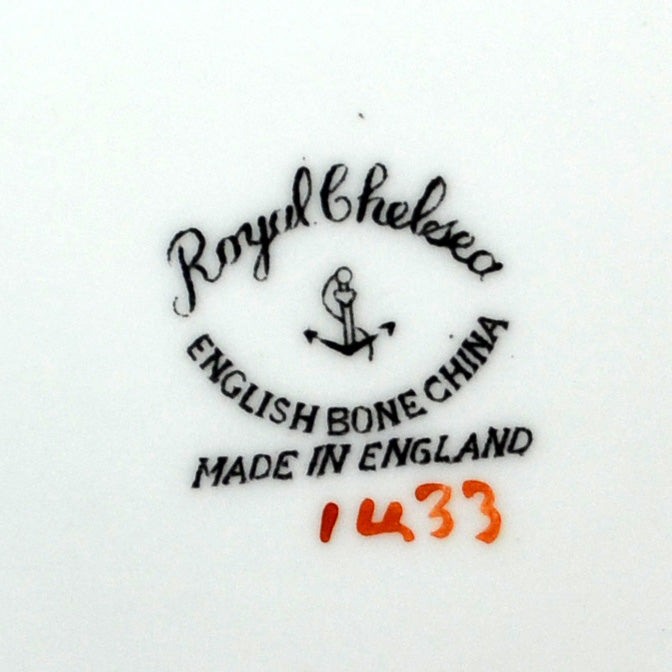 Royal Chelsea
ENGLISH BONE CHINA
MADE IN ENGLAND
1433